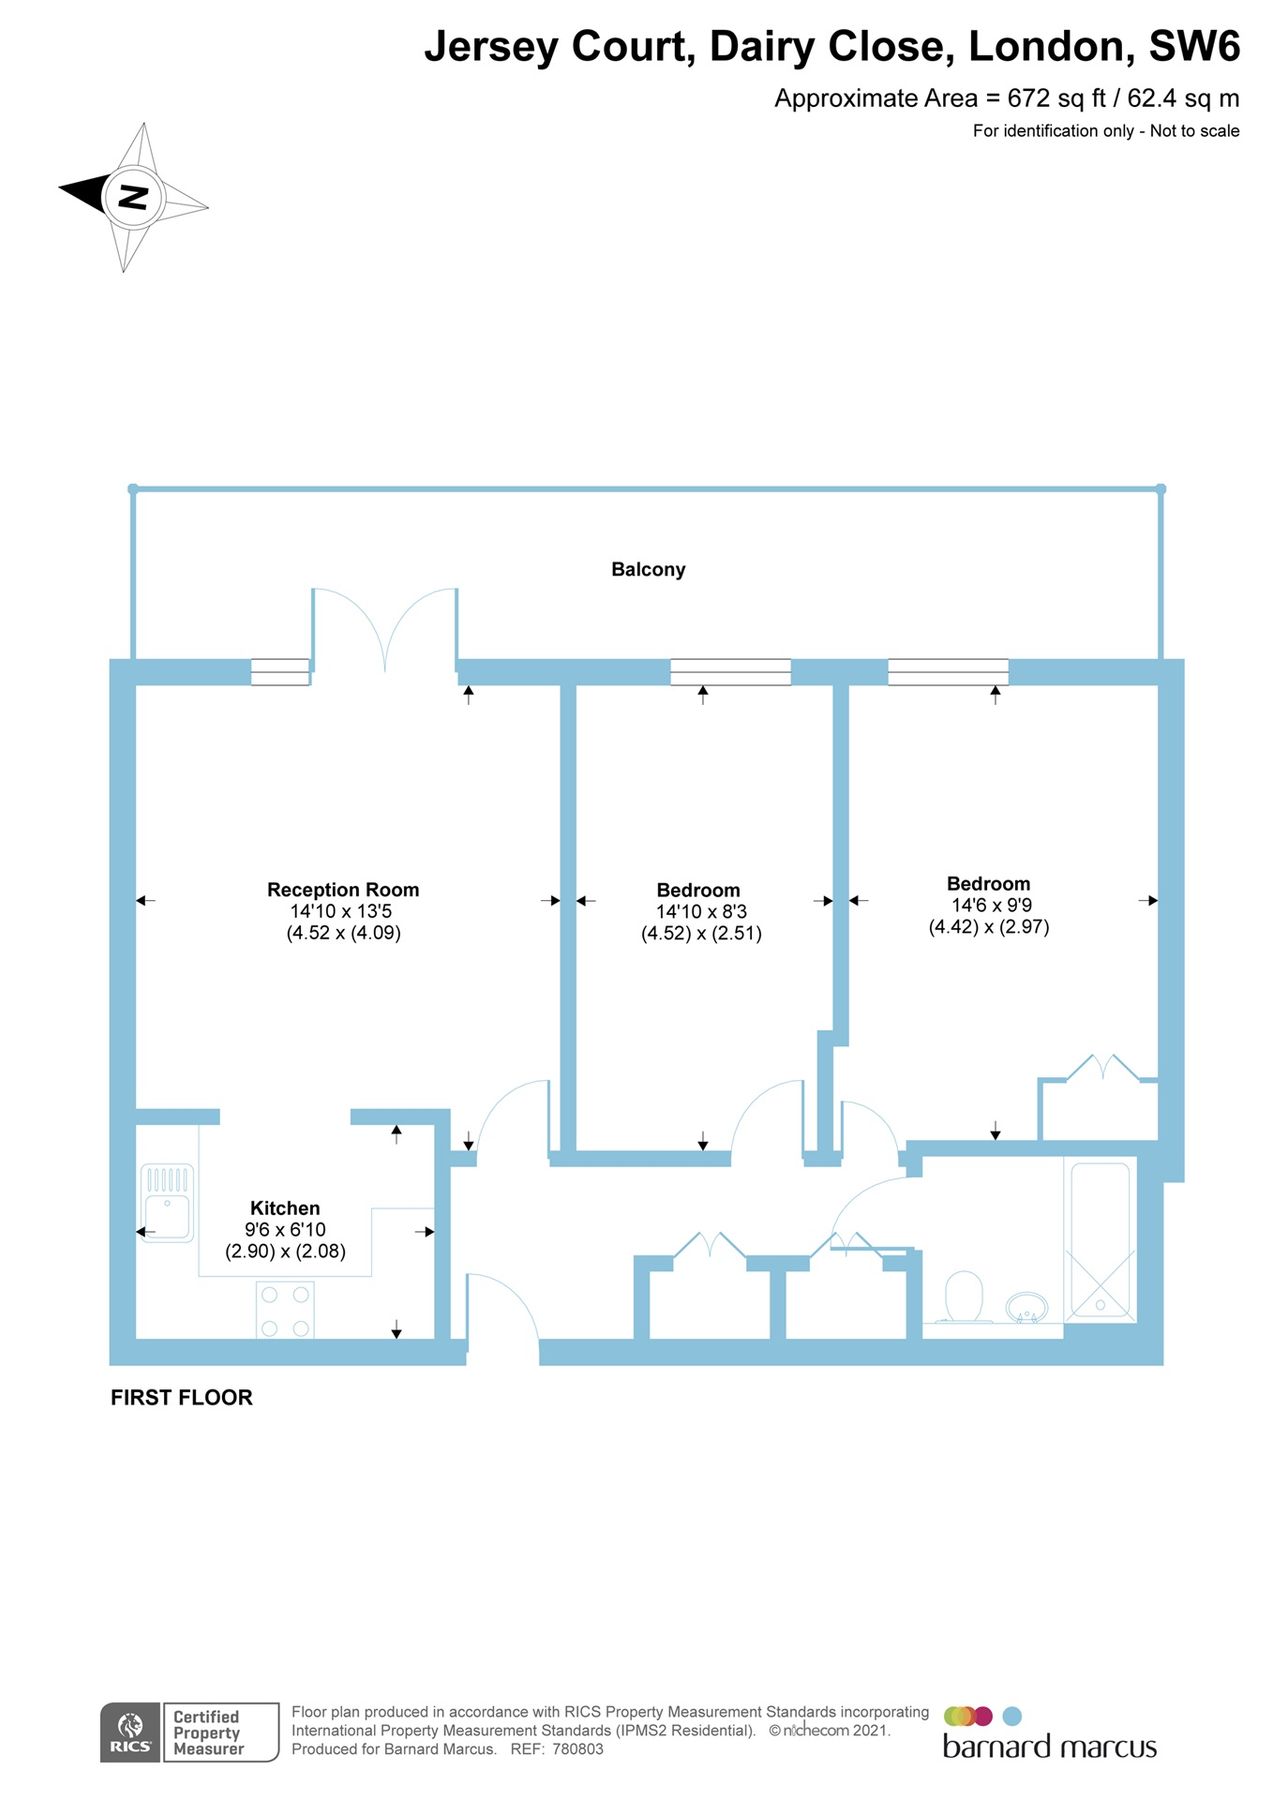 Jersey Court, Dairy Close, London, SW6
Approximate Area = 672 sq ft / 62.4 sq m
For identification only - Not to scale
N
Balcony
Reception Room
14'10 x 13'5
(4.52 x (4.09)
Bedroom
14'10 x 8'3
(4.52) x (2.51)
Bedroom
14'6 x 9'9
(4.42) x (2.97)
Kitchen
9'6 x 6'10
(2.90) x (2.08)
FIRST FLOOR
RICS
Certified
Property
Measurer
Floor plan produced in accordance with RICS Property Measurement Standards incorporating
International Property Measurement Standards (IPMS2 Residential). © nichecom 2021.
Produced for Barnard Marcus. REF: 780803
barnard marcus